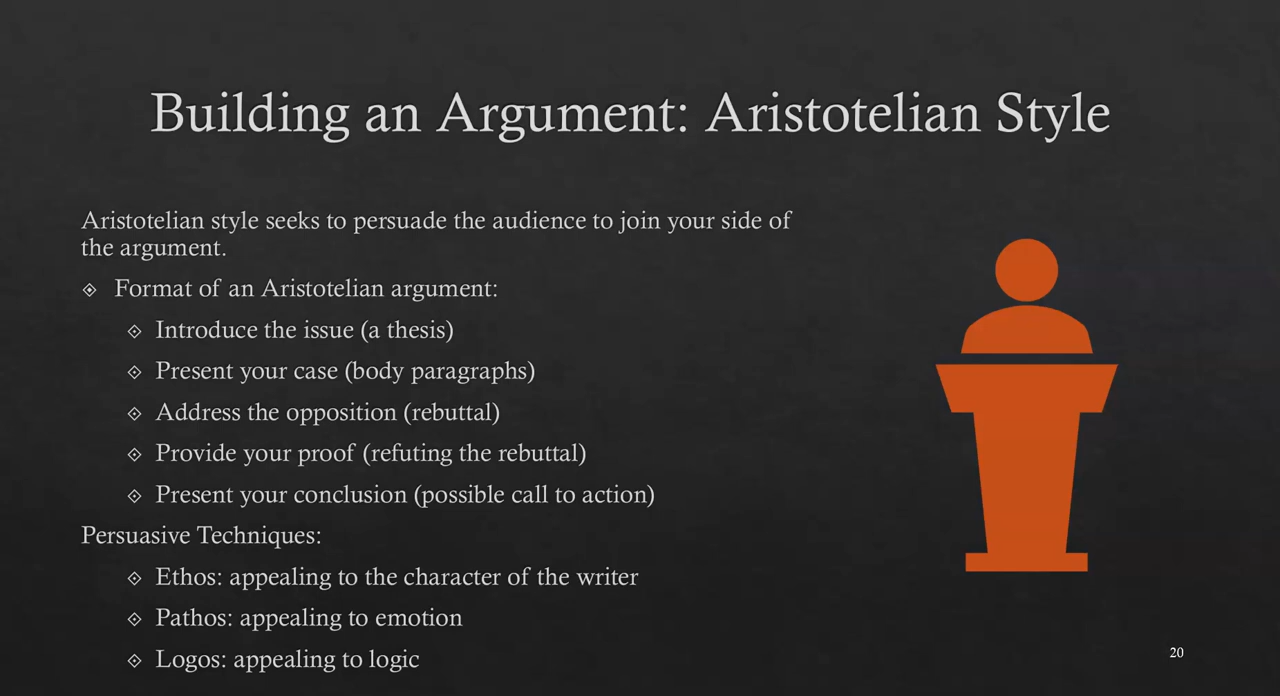 Building an Argument: Aristotelian Style
Aristotelian style seeks to persuade the audience to join your side of
the argument.
Format of an Aristotelian argument:
Introduce the issue (a thesis)
Present your case (body paragraphs)
Address the opposition (rebuttal)
Provide your proof (refuting the rebuttal)
Present your conclusion (possible call to action)
Persuasive Techniques:
Ethos: appealing to the character of the writer
Pathos: appealing to emotion
Logos: appealing to logic
20